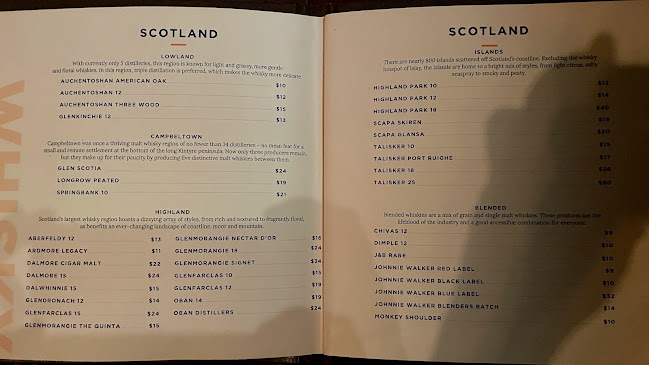 WHISKY
SCOTLAND
LOWLAND
With currently only 5 distilleries, this region is known for light and grassy, more gentle
and floral whiskies. In this region, triple distillation is preferred, which makes the whisky more delicate
AUCHENTOSHAN AMERICAN OAK $10
AUCHENTOSHAN 12 $12
AUCHENTOSHAN THREE WOOD $15
GLENKINCHIE 12 $13
CAMPBELTOWN
Campbeltown was once a thriving malt whisky region of no fewer than 34 distilleries – no mean feat for a
small and remote settlement at the bottom of the long Kintyre peninsula. Now only three producers remain,
but they make up for their paucity by producing five distinctive malt whiskies between them.
GLEN SCOTIA $24
LONGROW PEATED $19
SPRINGBANK 10 $21
HIGHLAND
Scotland's largest whisky region boasts a dizzying array of styles, from rich and textured to fragrantly floral,
as benefits an ever-changing landscape of coastline, moor and mountain.
ABERFELDY 12 $13
ARDMORE LEGACY $11
DALMORE CIGAR MALT $22
DALMORE 15 $24
DALWHINNIE 15 $15
GLENDRONACH 12 $14
GLENFARCLAS 15 $24
GLENMORANGIE THE QUINTA $15
GLENMORANGIE NECTAR D'OR $16
GLENMORANGIE 18 $24
GLENMORANGIE SIGNET $34
GLENFARCLAS 10 $15
GLENFARCLAS 12 $19
OBAN 14 $19
OBAN DISTILLERS $24
SCOTLAND
ISLANDS
There are nearly 800 islands scattered off Scotland's coastline. Excluding the whisky
hotspot of Islay, the islands are home to a bright mix of styles, from light citrus, salty
seaspray to smoky and peaty.
HIGHLAND PARK 10 $13
HIGHLAND PARK 12 $14
HIGHLAND PARK 18 $40
SCAPA SKIREN
SCAPA GLANSA $20
TALISKER 10 $15
TALISKER PORT RUIGHE $17
TALISKER 18
TALISKER 25
BLENDED
Blended whiskies are a mix of grain and single malt whiskies. These products are the
lifeblood of the industry and a good accessible combination for everyone.
CHIVAS 12
DIMPLE 12 $10
J&B RARE $10
JOHNNIE WALKER RED LABEL $9
JOHNNIE WALKER BLACK LABEL $10
JOHNNIE WALKER BLUE LABEL $32
JOHNNIE WALKER BLENDERS BATCH $14
MONKEY SHOULDER $10